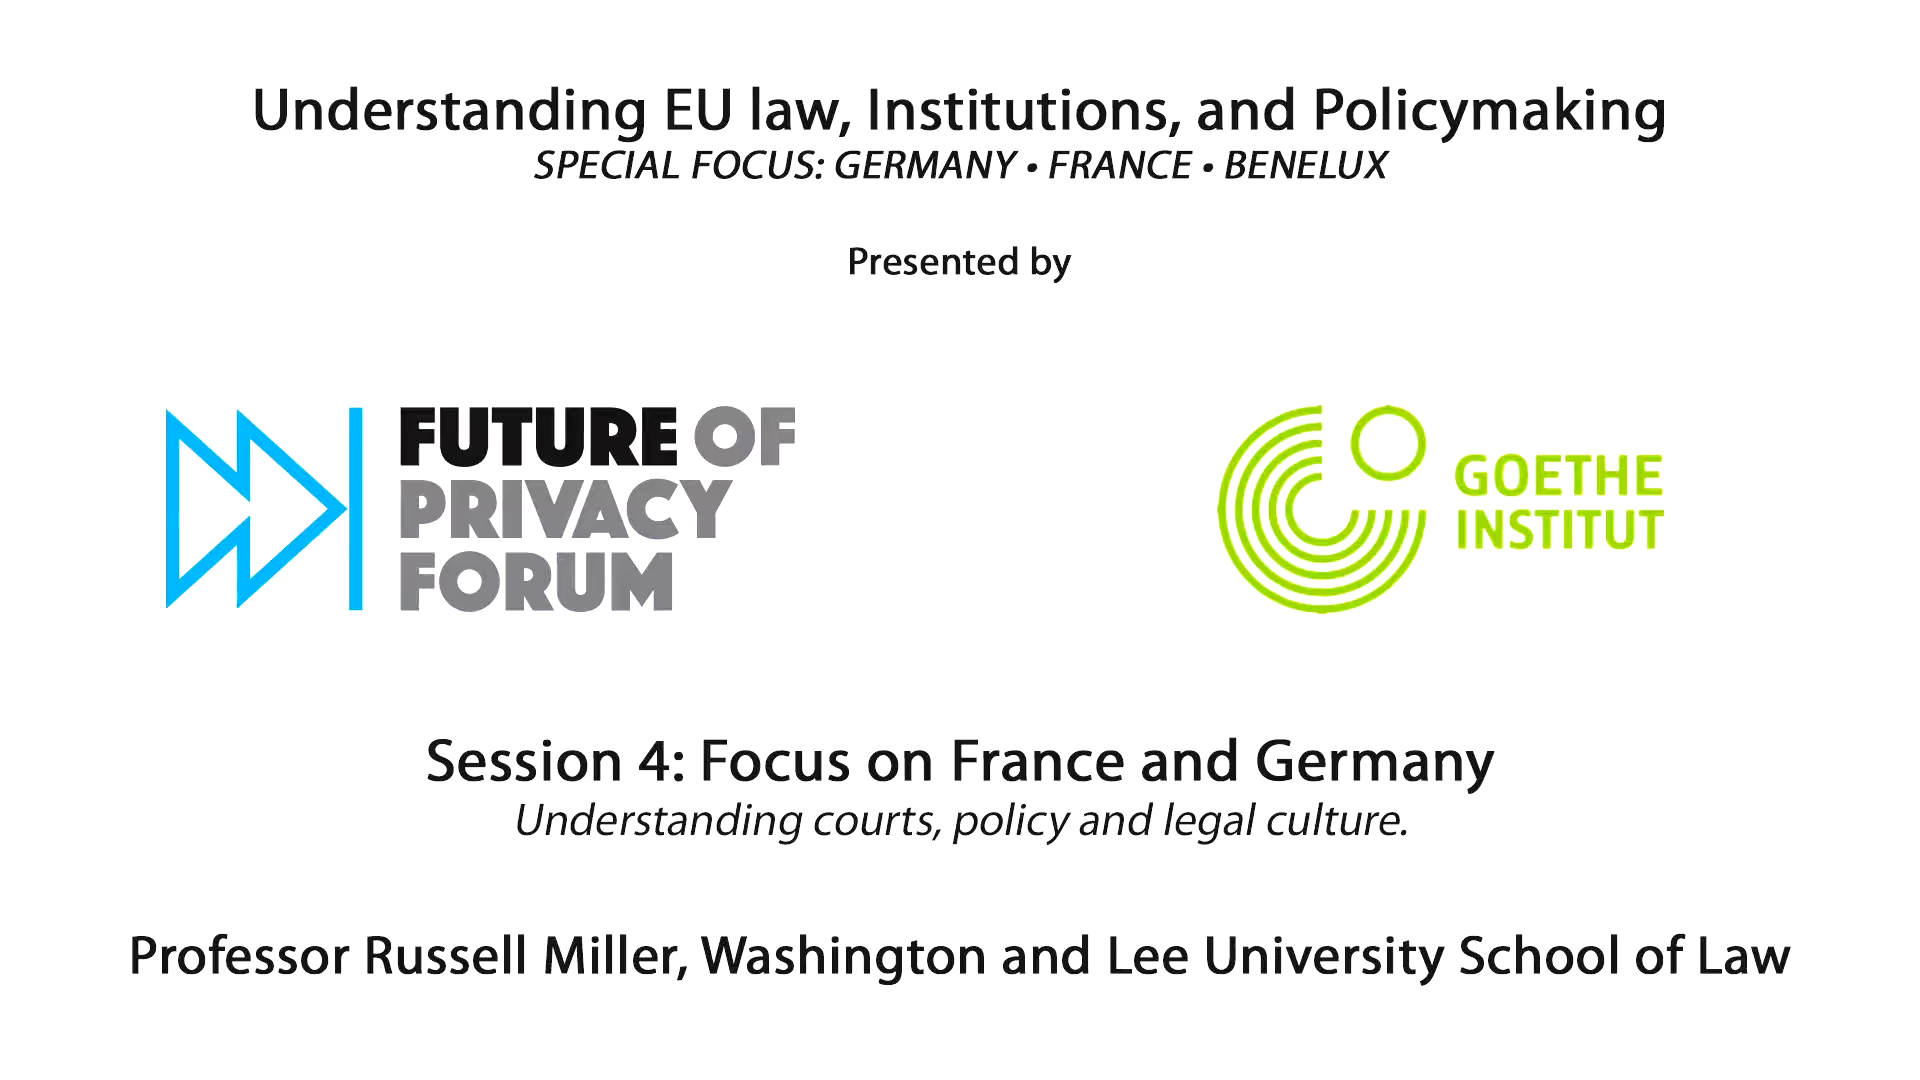 Understanding EU law, Institutions, and Policymaking
SPECIAL FOCUS: GERMANY • FRANCE • BENELUX
Presented by
FUTURE OF
PRIVACY
FORUM
GOETHE
INSTITUT
Session 4: Focus on France and Germany
Understanding courts, policy and legal culture.
Professor Russell Miller, Washington and Lee University School of Law